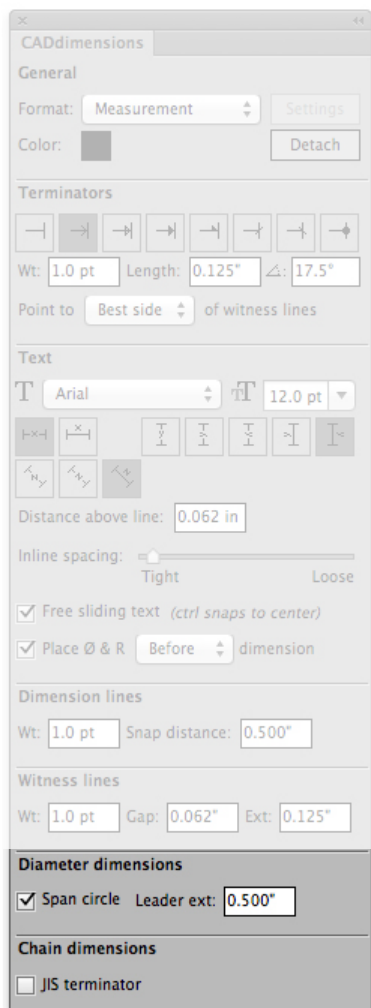 CADdimensions
General
Format: Measurement Settings
Color: Detach
Terminators
Wt: 1.0 pt Length: 0.125" ∠: 17.5°
Point to Best side of witness lines
Text
T Arial TT 12.0 pt
Distance above line: 0.062 in
Inline spacing:
Tight Loose
Free sliding text (ctrl snaps to center)
Place Ø & R Before dimension
Dimension lines
Wt: 1.0 pt Snap distance: 0.500"
Witness lines
Wt: 1.0 pt Gap: 0.062" Ext: 0.125"
Diameter dimensions
Span circle Leader ext: 0.500"
Chain dimensions
JIS terminator